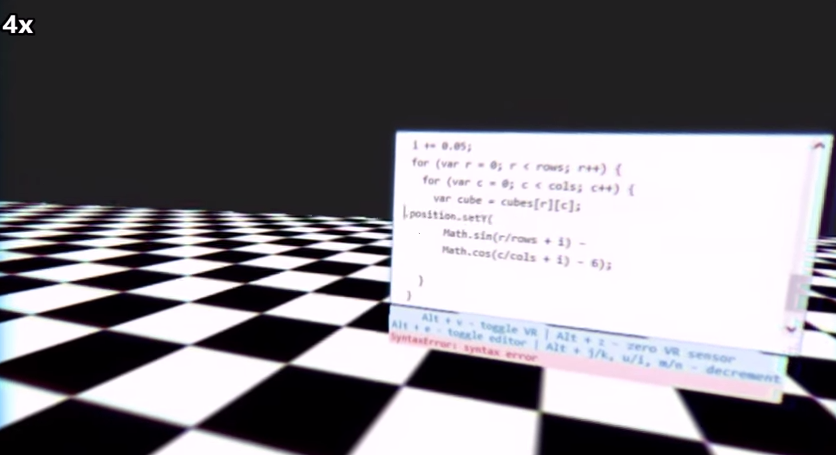 4x
i += 0.05;
for (var r = 0; r < rows; r++) {
for (var c = 0; c < cols; c++) {
var cube = cubes[r][c];
.position.setY(
Math.sin(r/rows + i) -
Math.cos(c/cols + i) - 6);
}
}
Alt + v - toggle VR | Alt + z - zero VR sensor
Alt + e - toggle editor | Alt + j/k, u/i, m/n - decrement
SyntaxError: syntax error